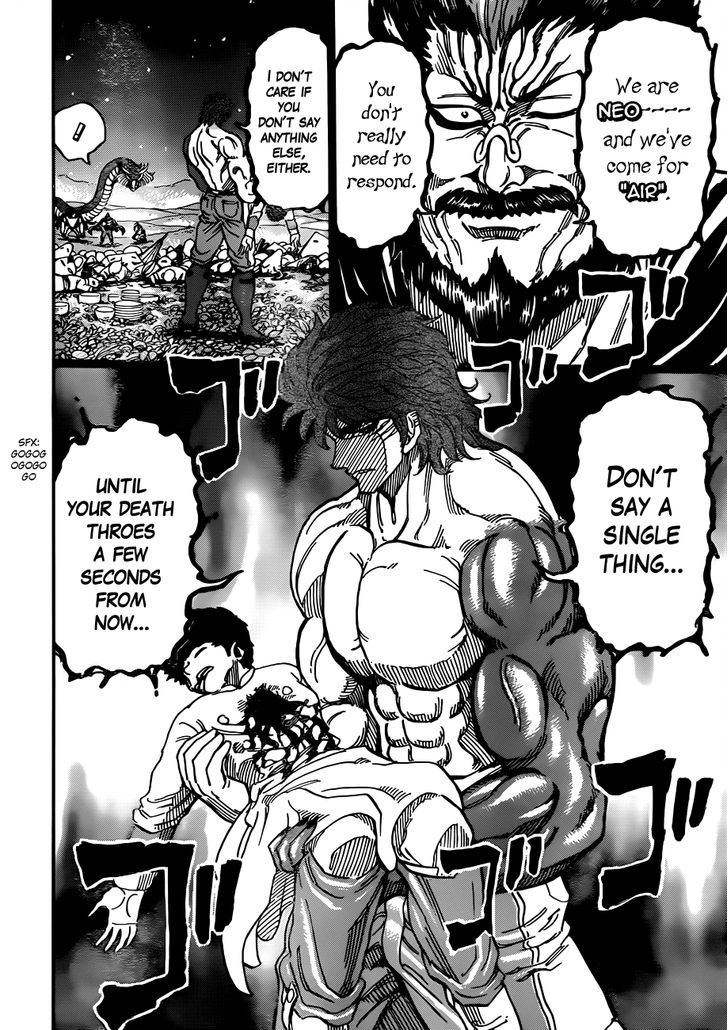 We are
NEO-----
and we've
come for
"AIR".
You
don't
really
need to
respond.
I DON'T
CARE IF
YOU
DON'T SAY
ANYTHING
ELSE,
EITHER.
!
ゴ
ゴ
ゴ
ゴ
DON'T
SAY A
SINGLE
THING...
UNTIL
YOUR DEATH
THROES
A FEW
SECONDS
FROM
NOW...
SFX:
GOGOG
OGOGO
GO
ゴ
ゴ
ゴ